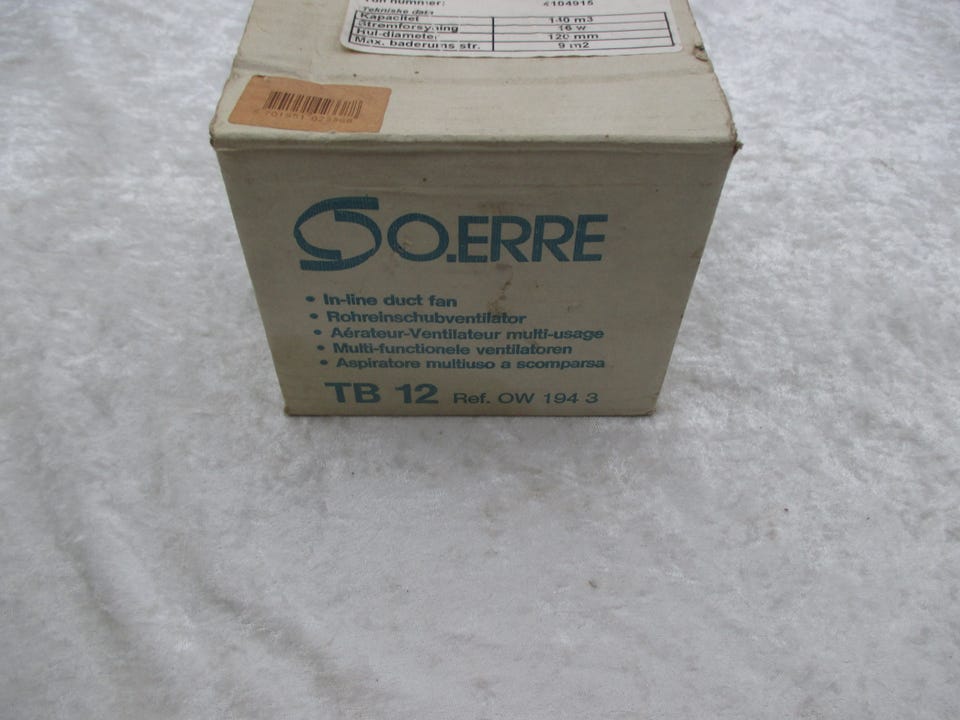 4104915
Tekniske data
Kapacitet 140 m3
Strømforsyning 16 w
Hul-diameter 120 mm
Max. baderums str. 9 m2
SO.ERRE
• In-line duct fan
• Rohreinschubventilator
• Aérateur-Ventilateur multi-usage
• Multi-functionele ventilatoren
• Aspiratore multiuso a scomparsa
TB 12 Ref. OW 194 3